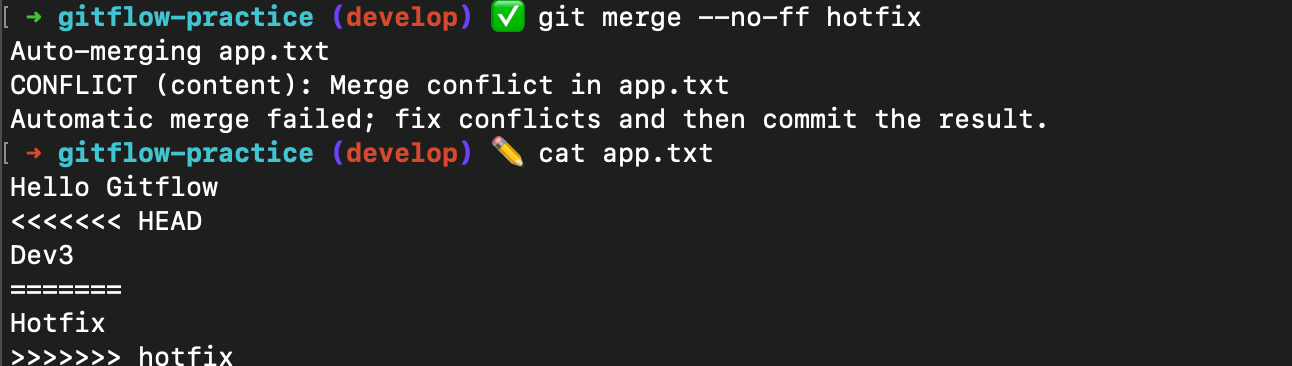 [ → gitflow-practice (develop) ✅ git merge --no-ff hotfix
Auto-merging app.txt
CONFLICT (content): Merge conflict in app.txt
Automatic merge failed; fix conflicts and then commit the result.
[ → gitflow-practice (develop) ✏️ cat app.txt
Hello Gitflow
<<<<<<< HEAD
Dev3
=======
Hotfix
>>>>>>> hotfix